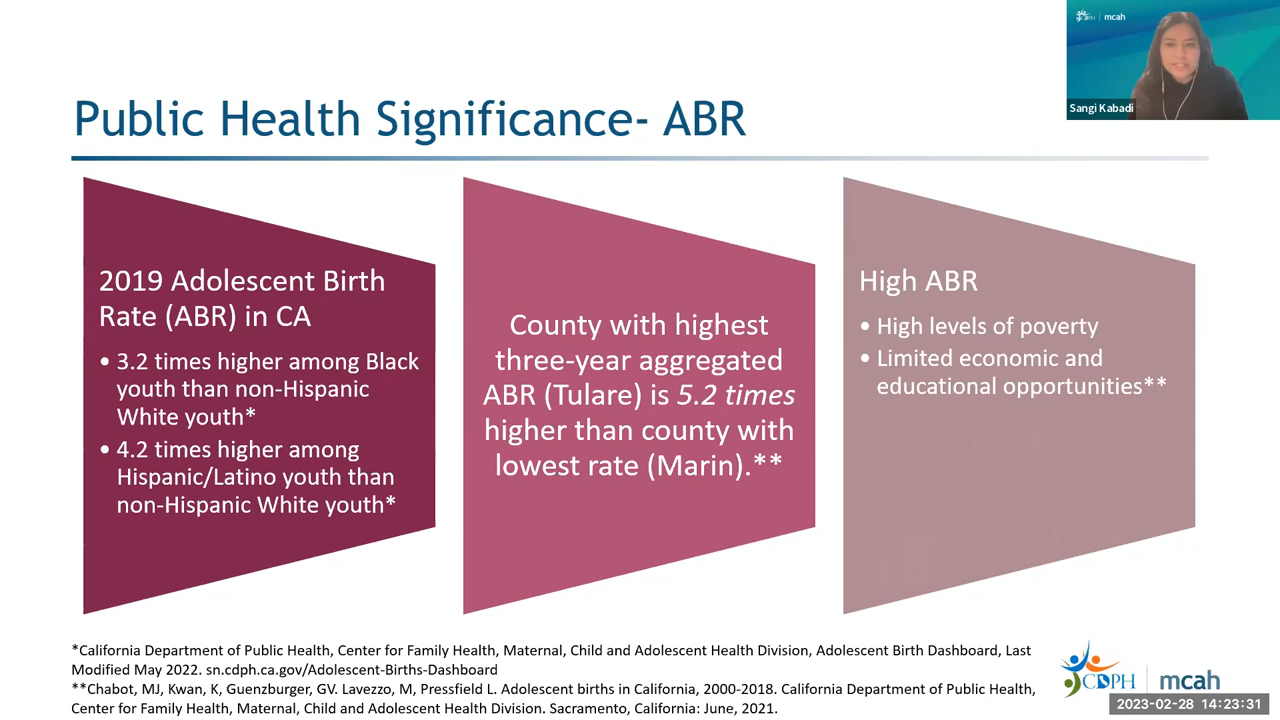 CDPH | mcah
Sangi Kabadi
Public Health Significance- ABR
2019 Adolescent Birth
Rate (ABR) in CA
• 3.2 times higher among Black
youth than non-Hispanic
White youth*
• 4.2 times higher among
Hispanic/Latino youth than
non-Hispanic White youth*
County with highest
three-year aggregated
ABR (Tulare) is 5.2 times
higher than county with
lowest rate (Marin).**
High ABR
• High levels of poverty
• Limited economic and
educational opportunities**
*California Department of Public Health, Center for Family Health, Maternal, Child and Adolescent Health Division, Adolescent Birth Dashboard, Last
Modified May 2022. sn.cdph.ca.gov/Adolescent-Births-Dashboard
**Chabot, MJ, Kwan, K, Guenzburger, GV. Lavezzo, M, Pressfield L. Adolescent births in California, 2000-2018. California Department of Public Health,
Center for Family Health, Maternal, Child and Adolescent Health Division. Sacramento, California: June, 2021.
CDPH | mcah
2023-02-28 14:23:31